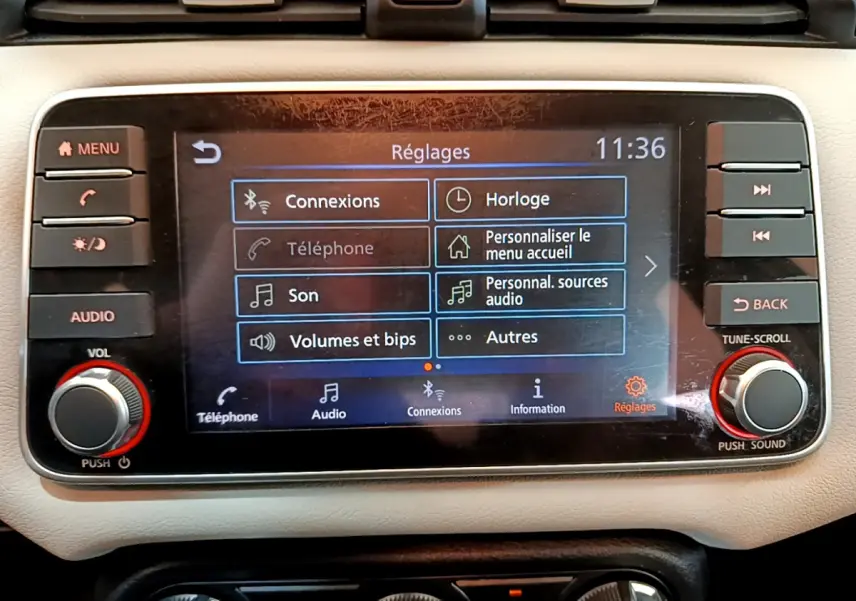 MENU
AUDIO
VOL
PUSH
Réglages
11:36
Connexions
Horloge
Téléphone
Personnaliser le
menu accueil
Son
Personnal. sources
audio
Volumes et bips
Autres
Téléphone
Audio
Connexions
Information
Réglages
BACK
TUNE·SCROLL
PUSH SOUND